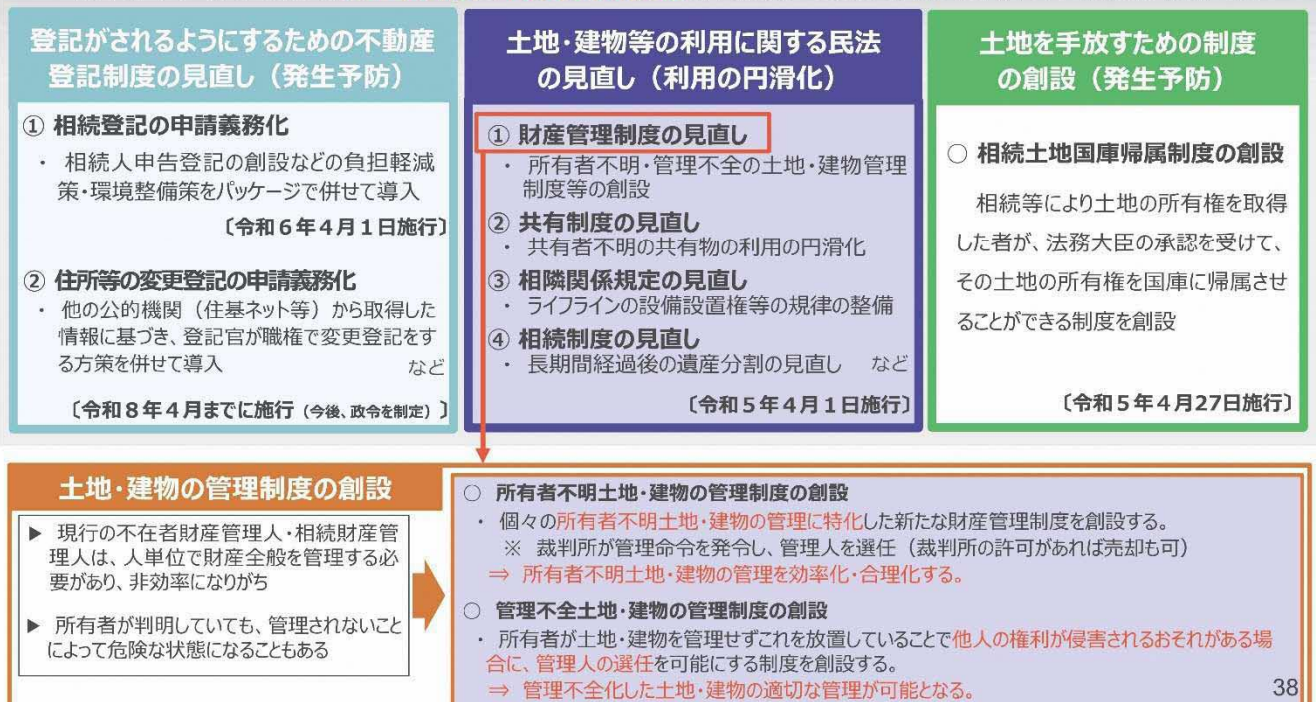 登記がされるようにするための不動産
登記制度の見直し（発生予防）
① 相続登記の申請義務化
・ 相続人申告登記の創設などの負担軽減
策・環境整備策をパッケージで併せて導入
〔令和６年４月１日施行〕
② 住所等の変更登記の申請義務化
・ 他の公的機関（住基ネット等）から取得した
情報に基づき、登記官が職権で変更登記をす
る方策を併せて導入
など
〔令和８年４月までに施行（今後、政令を制定）〕
土地・建物等の利用に関する民法
の見直し（利用の円滑化）
① 財産管理制度の見直し
・ 所有者不明・管理不全の土地・建物管理
制度等の創設
② 共有制度の見直し
・ 共有者不明の共有物の利用の円滑化
③ 相隣関係規定の見直し
・ ライフラインの設備設置権等の規律の整備
④ 相続制度の見直し
・ 長期間経過後の遺産分割の見直し など
〔令和５年４月１日施行〕
土地を手放すための制度
の創設（発生予防）
○ 相続土地国庫帰属制度の創設
相続等により土地の所有権を取得
した者が、法務大臣の承認を受けて、
その土地の所有権を国庫に帰属させ
ることができる制度を創設
〔令和５年４月27日施行〕
土地・建物の管理制度の創設
▶ 現行の不在者財産管理人・相続財産管
理人は、人単位で財産全般を管理する必
要があり、非効率になりがち
▶ 所有者が判明していても、管理されないこと
によって危険な状態になることもある
○ 所有者不明土地・建物の管理制度の創設
・ 個々の所有者不明土地・建物の管理に特化した新たな財産管理制度を創設する。
※ 裁判所が管理命令を発令し、管理人を選任（裁判所の許可があれば売却も可）
⇒ 所有者不明土地・建物の管理を効率化・合理化する。
○ 管理不全土地・建物の管理制度の創設
・ 所有者が土地・建物を管理せずこれを放置していることで他人の権利が侵害されるおそれがある場
合に、管理人の選任を可能にする制度を創設する。
⇒ 管理不全化した土地・建物の適切な管理が可能となる。
38